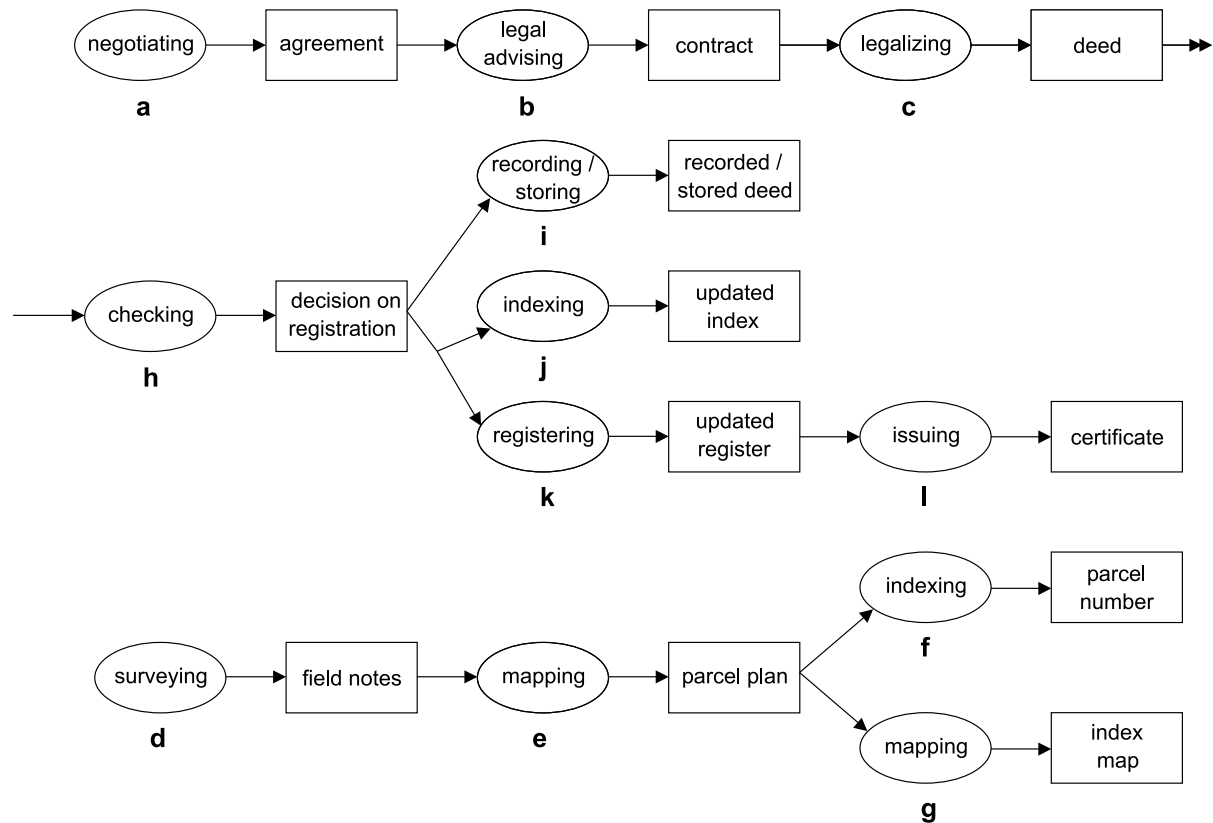 negotiating
agreement
legal
advising
contract
legalizing
deed
a
b
c
recording /
storing
recorded /
stored deed
i
checking
decision on
registration
h
indexing
updated
index
j
registering
updated
register
issuing
certificate
k
l
indexing
parcel
number
f
surveying
field notes
mapping
parcel plan
d
e
mapping
index
map
g